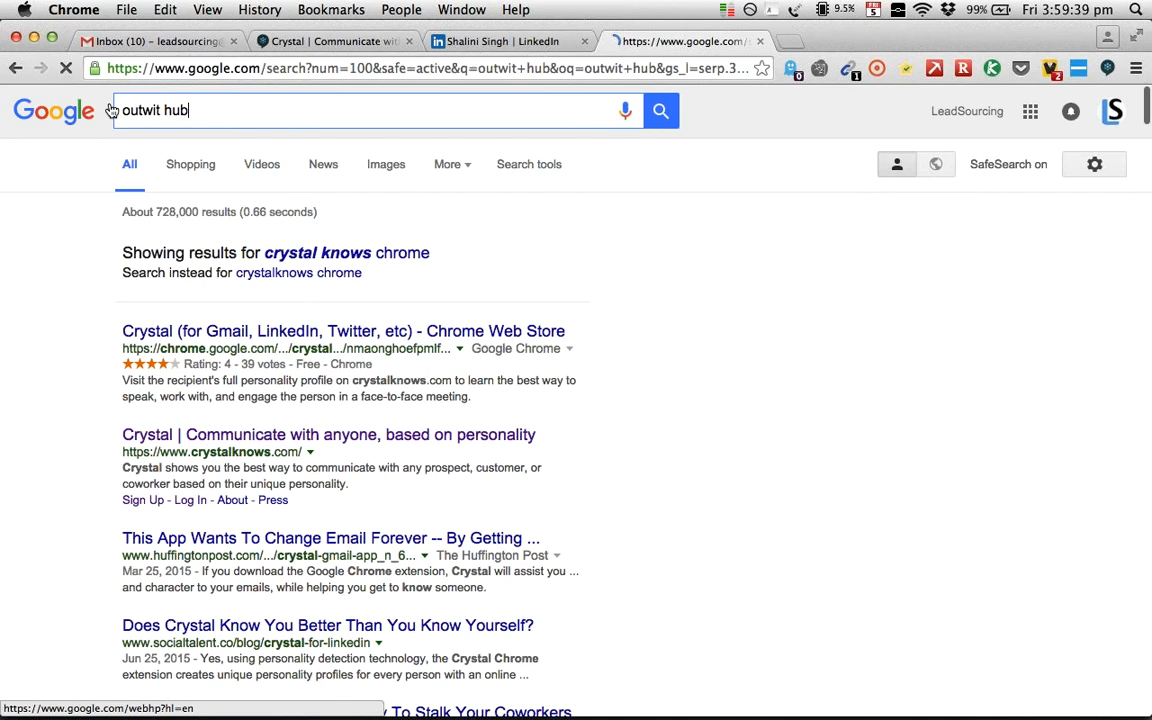 Chrome File Edit View History Bookmarks People Window Help 9.5% 5 99% Fri 3:59:39 pm
Inbox (10) – leadsourcing@ Crystal | Communicate with Shalini Singh | LinkedIn https://www.google.com/
https://www.google.com/search?num=100&safe=active&q=outwit+hub&oq=outwit+hub&gs_l=serp.3... 0 1 R K 2
Google outwit hub LeadSourcing LS
All Shopping Videos News Images More Search tools SafeSearch on
About 728,000 results (0.66 seconds)
Showing results for crystal knows chrome
Search instead for crystalknows chrome
Crystal (for Gmail, LinkedIn, Twitter, etc) - Chrome Web Store
https://chrome.google.com/.../crystal.../nmaonghoefpmlf... Google Chrome
Rating: 4 - 39 votes - Free - Chrome
Visit the recipient's full personality profile on crystalknows.com to learn the best way to
speak, work with, and engage the person in a face-to-face meeting.
Crystal | Communicate with anyone, based on personality
https://www.crystalknows.com/
Crystal shows you the best way to communicate with any prospect, customer, or
coworker based on their unique personality.
Sign Up - Log In - About - Press
This App Wants To Change Email Forever -- By Getting ...
www.huffingtonpost.com/.../crystal-gmail-app_n_6... The Huffington Post
Mar 25, 2015 - If you download the Google Chrome extension, Crystal will assist you ...
and character to your emails, while helping you get to know someone.
Does Crystal Know You Better Than You Know Yourself?
www.socialtalent.co/blog/crystal-for-linkedin
Jun 25, 2015 - Yes, using personality detection technology, the Crystal Chrome
extension creates unique personality profiles for every person with an online ...
https://www.google.com/webhp?hl=en
To Stalk Your Coworkers